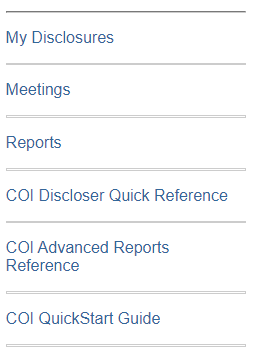 My Disclosures
Meetings
Reports
COI Discloser Quick Reference
COI Advanced Reports
Reference
COI QuickStart Guide